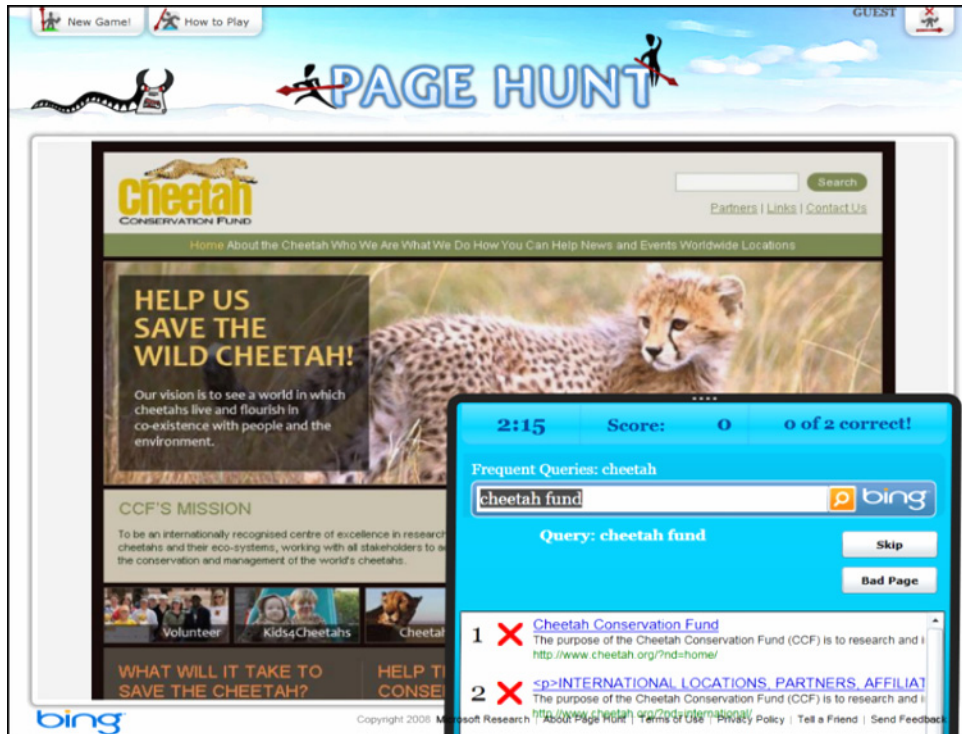 New Game!
How to Play
GUEST
PAGE HUNT
Cheetah
CONSERVATION FUND
Search
Partners | Links | Contact Us
Home About the Cheetah Who We Are What We Do How You Can Help News and Events Worldwide Locations
HELP US
SAVE THE
WILD CHEETAH!
Our vision is to see a world in which
cheetahs live and flourish in
co-existence with people and the
environment.
CCF'S MISSION
To be an internationally recognised centre of excellence in research
cheetahs and their eco-systems, working with all stakeholders to
the conservation and management of the world's cheetahs.
Volunteer
Kids4Cheetahs
Cheetah
WHAT WILL IT TAKE TO
SAVE THE CHEETAH?
HELP
2:15
Score:
0
0 of 2 correct!
Frequent Queries: cheetah
cheetah fund
bing
Query: cheetah fund
Skip
Bad Page
1
Cheetah Conservation Fund
The purpose of the Cheetah Conservation Fund (CCF) is to research and i
http://www.cheetah.org/?nd=home/
2
<p>INTERNATIONAL LOCATIONS, PARTNERS, AFFILIAT
The purpose of the Cheetah Conservation Fund (CCF) is to research and i
http://www.cheetah.org/?nd=international/
bing
Copyright 2008 Microsoft Research | About Page Hunt | Terms of Use | Privacy Policy | Tell a Friend | Send Feedback